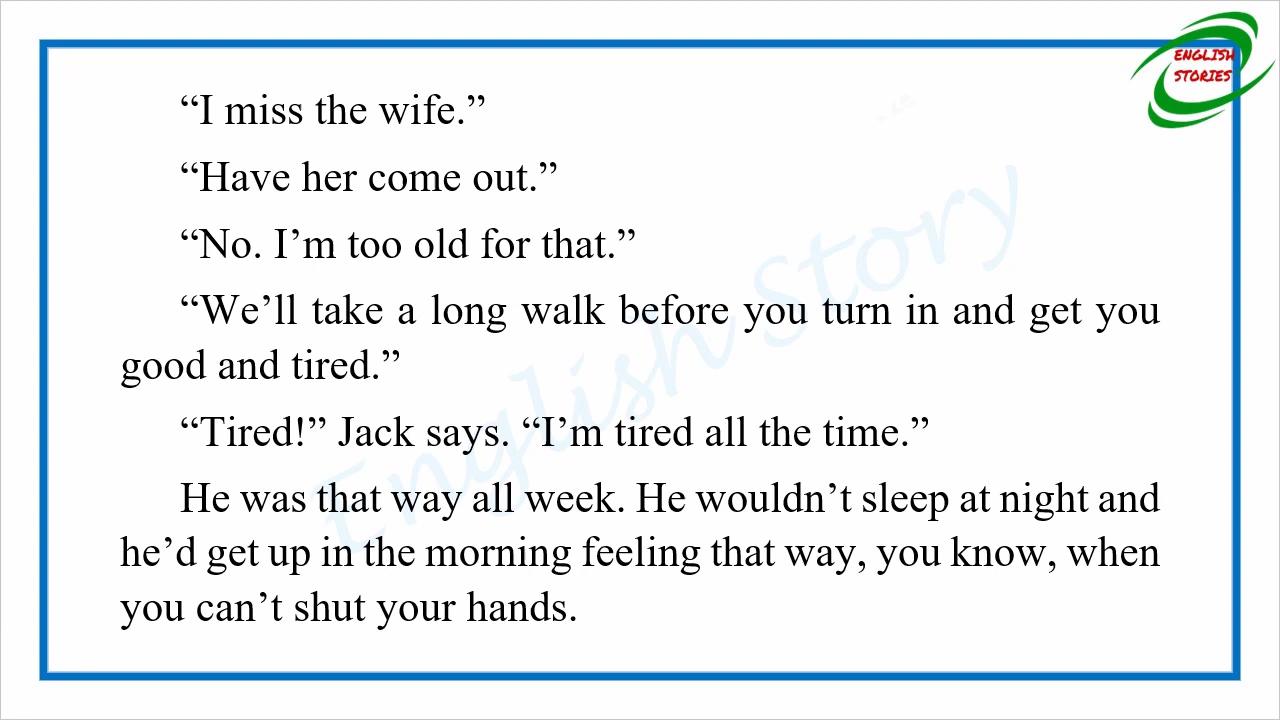 ENGLISH
STORIES
“I miss the wife.”
“Have her come out.”
“No. I’m too old for that.”
“We’ll take a long walk before you turn in and get you
good and tired.”
“Tired!” Jack says. “I’m tired all the time.”
He was that way all week. He wouldn’t sleep at night and
he’d get up in the morning feeling that way, you know, when
you can’t shut your hands.
English Story